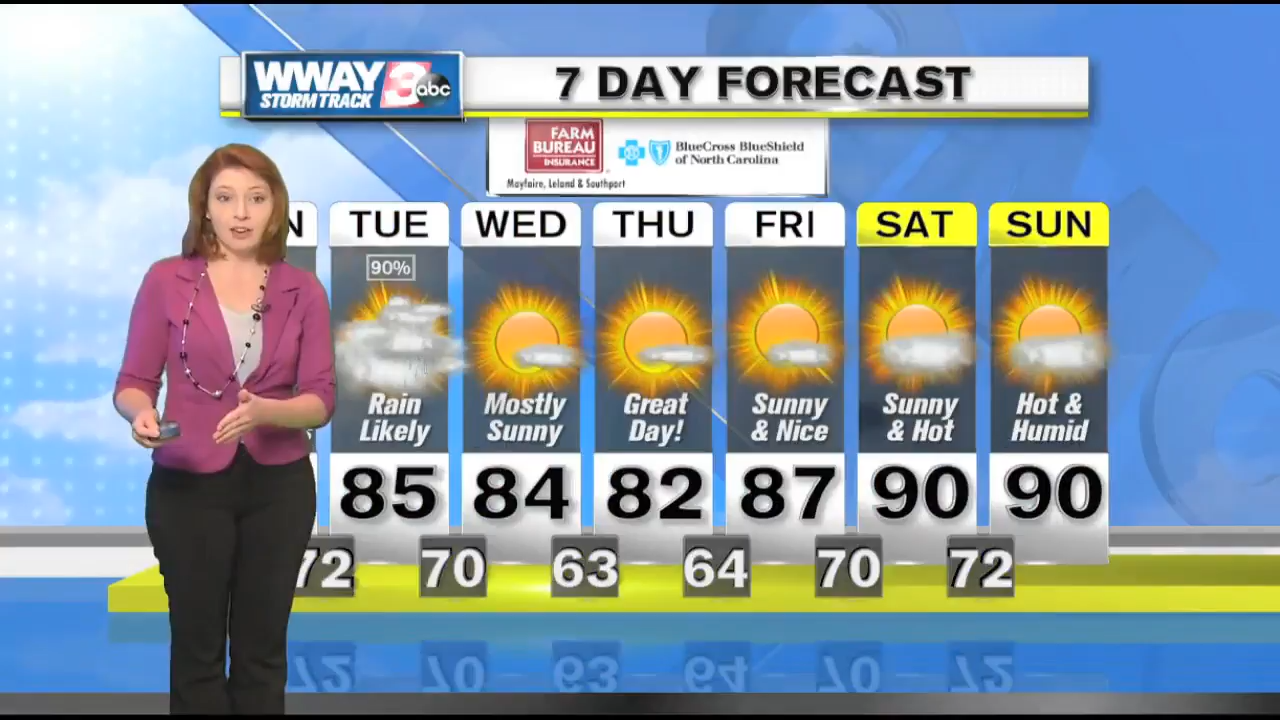 WWAY 3 abc
STORMTRACK
7 DAY FORECAST
FARM
BUREAU
INSURANCE
Mayfaire, Leland & Southport
BlueCross BlueShield
of North Carolina
N TUE WED THU FRI SAT SUN
90%
Rain
Likely
Mostly
Sunny
Great
Day!
Sunny
& Nice
Sunny
& Hot
Hot &
Humid
85 84 82 87 90 90
72 70 63 64 70 72